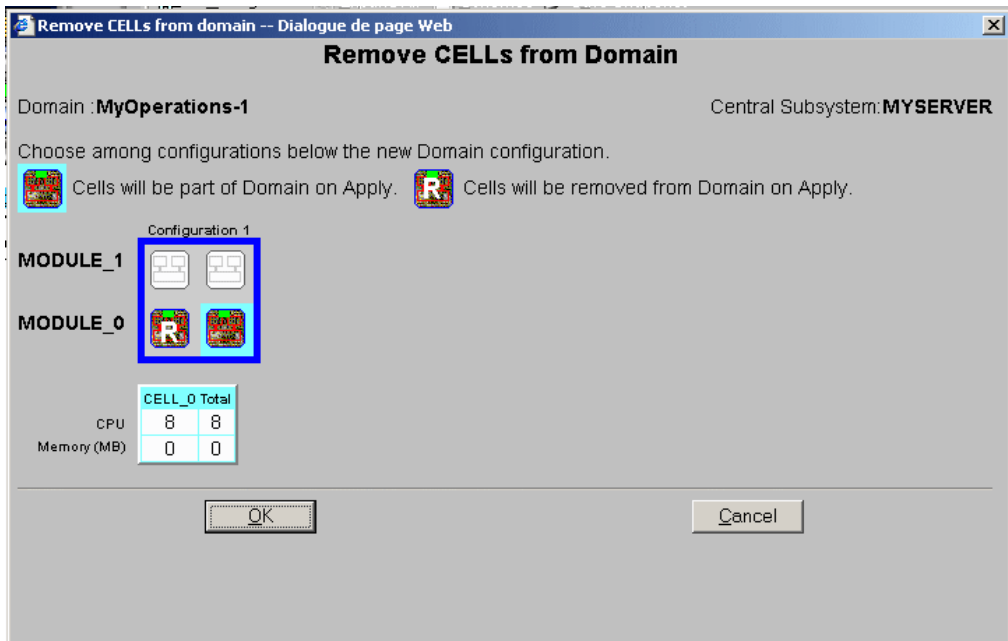 Remove CELLs from domain -- Dialogue de page Web
Remove CELLs from Domain
Domain :MyOperations-1 Central Subsystem:MYSERVER
Choose among configurations below the new Domain configuration.
Cells will be part of Domain on Apply. R Cells will be removed from Domain on Apply.
Configuration 1
MODULE_1
MODULE_0 R
CELL_0 Total
CPU 8 8
Memory (MB) 0 0
OK Cancel